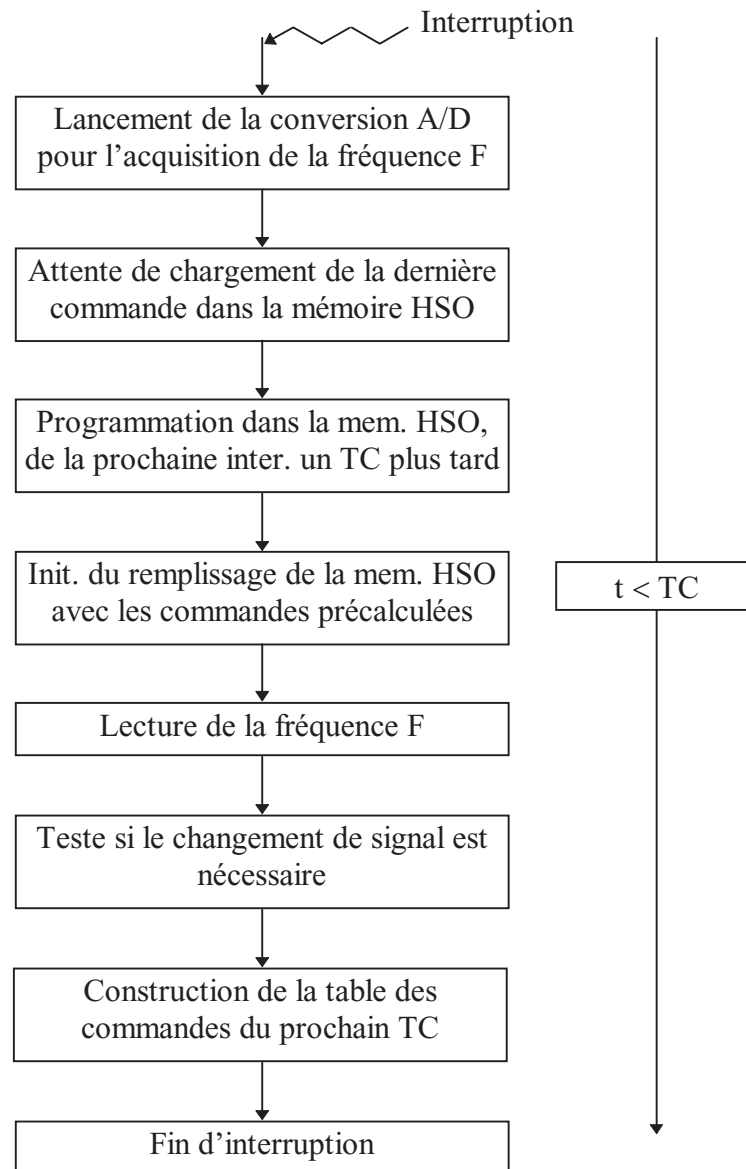 Interruption
Lancement de la conversion A/D
pour l'acquisition de la fréquence F
Attente de chargement de la dernière
commande dans la mémoire HSO
Programmation dans la mem. HSO,
de la prochaine inter. un TC plus tard
Init. du remplissage de la mem. HSO
avec les commandes précalculées
t < TC
Lecture de la fréquence F
Teste si le changement de signal est
nécessaire
Construction de la table des
commandes du prochain TC
Fin d'interruption